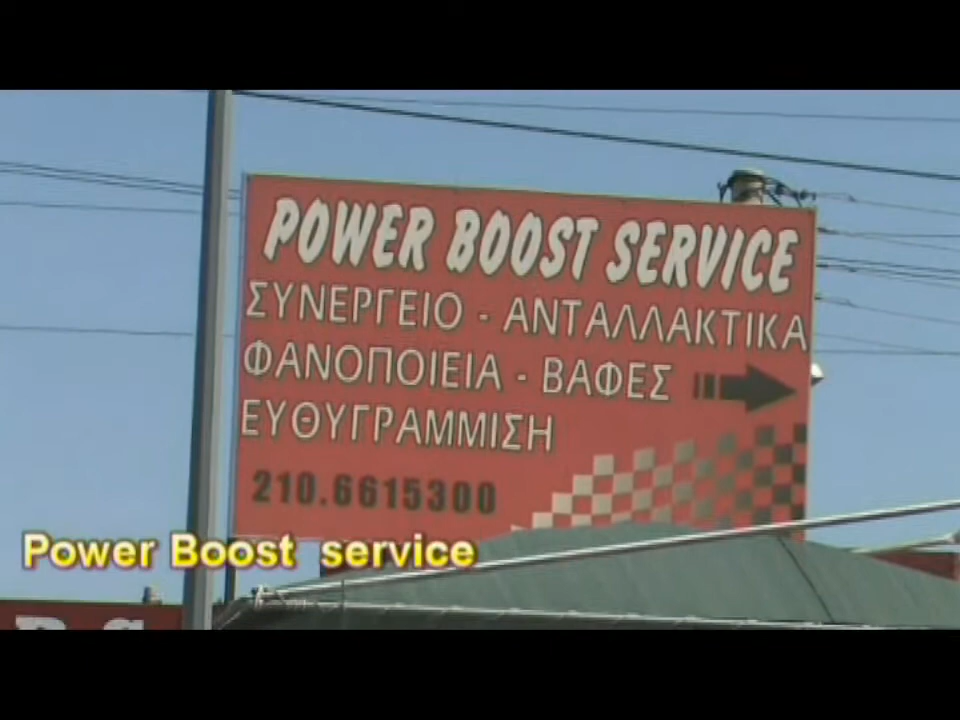 POWER BOOST SERVICE
ΣΥΝΕΡΓΕΙΟ - ΑΝΤΑΛΛΑΚΤΙΚΑ
ΦΑΝΟΠΟΙΕΙΑ - ΒΑΦΕΣ
ΕΥΘΥΓΡΑΜΜΙΣΗ
210.6615300
Power Boost service